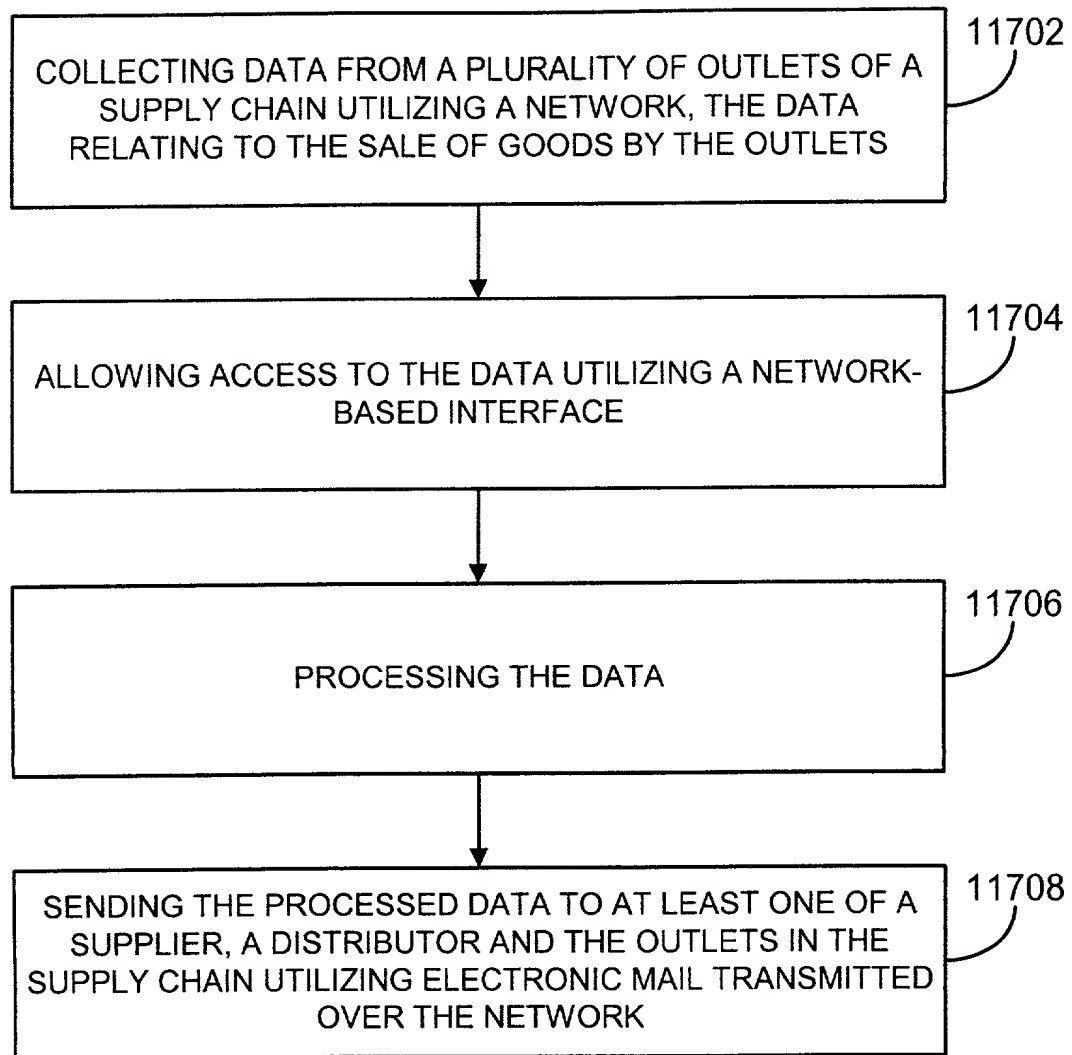 11702
COLLECTING DATA FROM A PLURALITY OF OUTLETS OF A
SUPPLY CHAIN UTILIZING A NETWORK, THE DATA
RELATING TO THE SALE OF GOODS BY THE OUTLETS
11704
ALLOWING ACCESS TO THE DATA UTILIZING A NETWORK-
BASED INTERFACE
11706
PROCESSING THE DATA
11708
SENDING THE PROCESSED DATA TO AT LEAST ONE OF A
SUPPLIER, A DISTRIBUTOR AND THE OUTLETS IN THE
SUPPLY CHAIN UTILIZING ELECTRONIC MAIL TRANSMITTED
OVER THE NETWORK